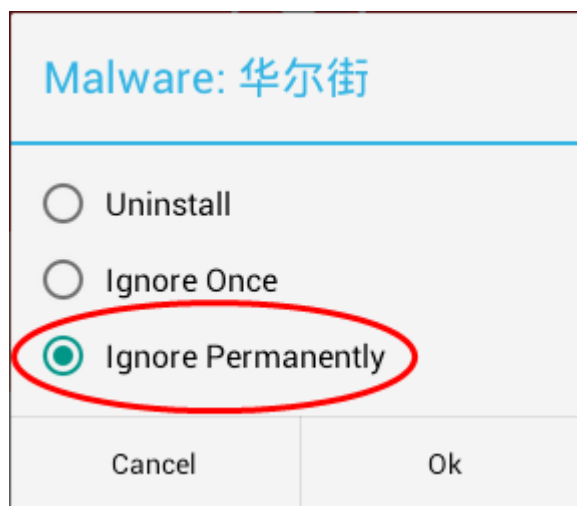 Malware: 华尔街
Uninstall
Ignore Once
Ignore Permanently
Cancel Ok